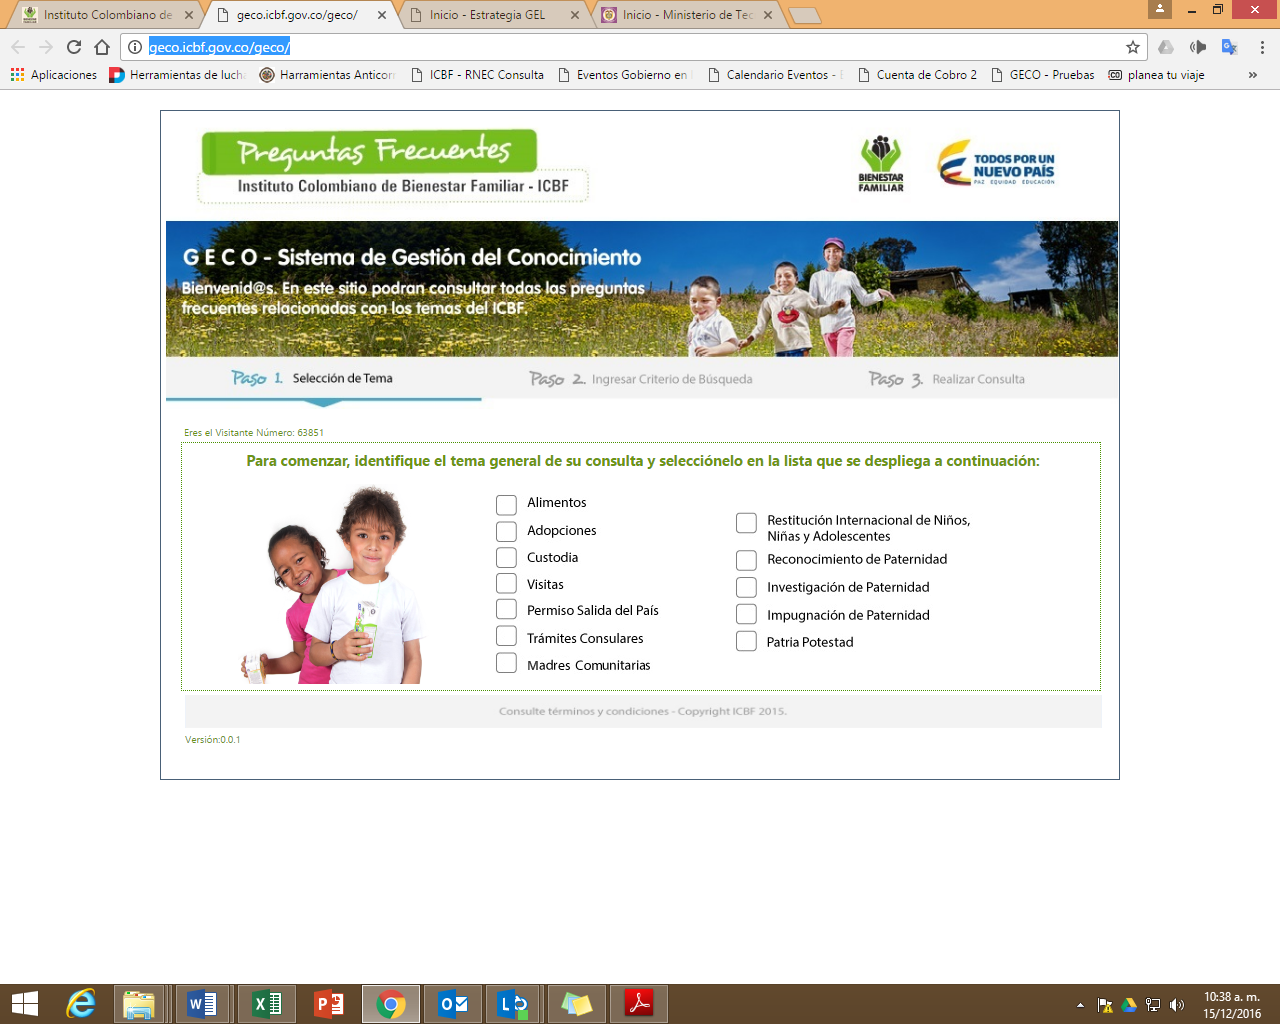 Instituto Colombiano de
geco.icbf.gov.co/geco/
Inicio - Estrategia GEL
Inicio - Ministerio de Tec
geco.icbf.gov.co/geco/
Aplicaciones
Herramientas de lucha
Harramientas Anticorr
ICBF - RNEC Consulta
Eventos Gobierno en
Calendario Eventos -
Cuenta de Cobro 2
GECO - Pruebas
planea tu viaje
»
Preguntas Frecuentes
Instituto Colombiano de Bienestar Familiar - ICBF
BIENESTAR
FAMILIAR
TODOS POR UN
NUEVO PAÍS
PAZ EQUIDAD EDUCACIÓN
G E C O - Sistema de Gestión del Conocimiento
Bienvenid@s. En este sitio podran consultar todas las preguntas
frecuentes relacionadas con los temas del ICBF.
Paso 1. Selección de Tema
Paso 2. Ingresar Criterio de Búsqueda
Paso 3. Realizar Consulta
Eres el Visitante Número: 63851
Para comenzar, identifique el tema general de su consulta y selecciónelo en la lista que se despliega a continuación:
Alimentos
Adopciones
Custodia
Visitas
Permiso Salida del País
Trámites Consulares
Madres Comunitarias
Restitución Internacional de Niños,
Niñas y Adolescentes
Reconocimiento de Paternidad
Investigación de Paternidad
Impugnación de Paternidad
Patria Potestad
Consulte términos y condiciones - Copyright ICBF 2015.
Versión:0.0.1
10:38 a. m.
15/12/2016